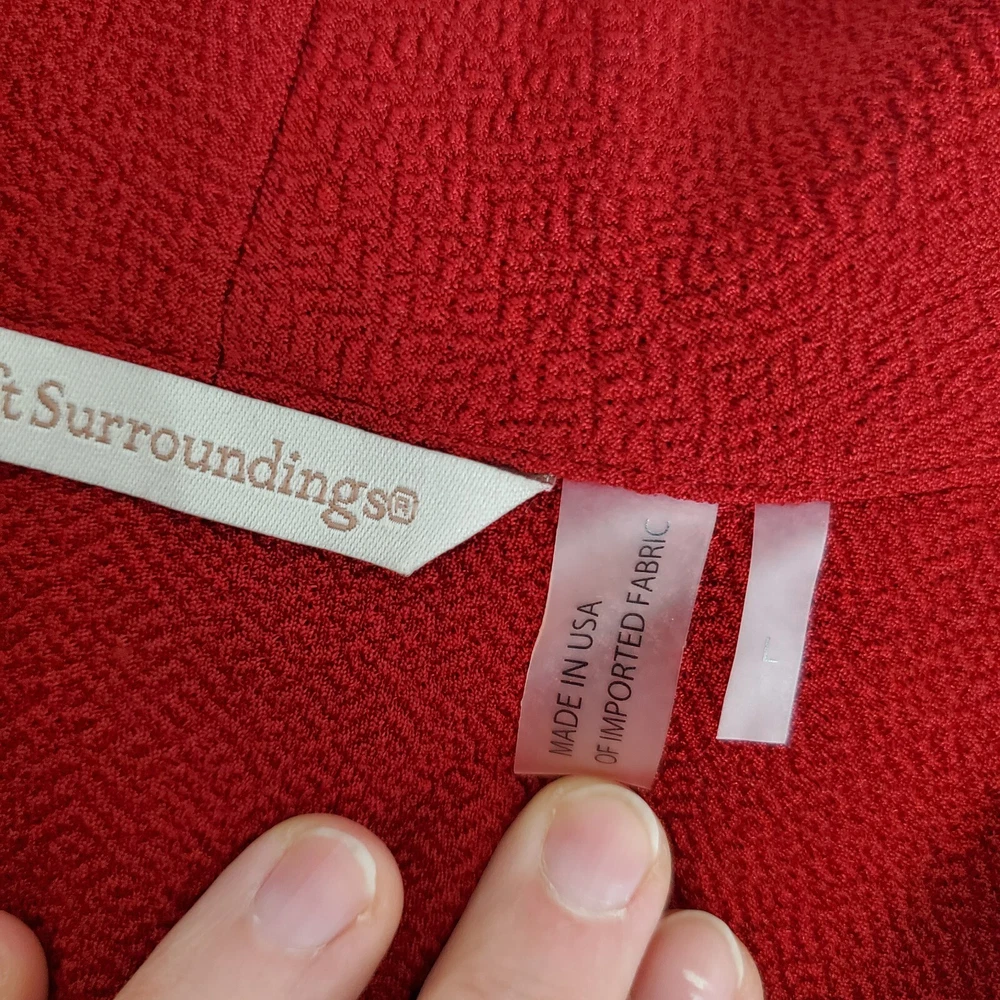 ft Surroundings®
MADE IN USA
OF IMPORTED FABRIC